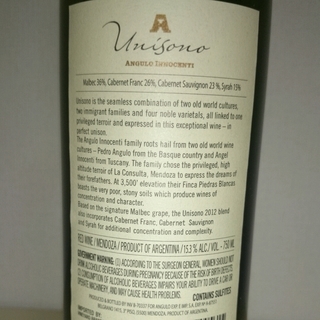 A
Unísono
ANGULO INNOCENTI
Malbec 36%, Cabernet Franc 26%, Cabernet Sauvignon 23 %, Syrah 15%
Unisono is the seamless combination of two old world cultures,
two immigrant families and four noble varietals, all linked to one
privileged terroir and expressed in this exceptional wine – in
perfect unison.
The Angulo Innocenti family roots hail from two old world wine
cultures - Pedro Angulo from the Basque country and Angel
Innocenti from Tuscany. The family chose the privileged, high
altitude terroir of La Consulta, Mendoza to express the dreams of
their forefathers. At 3,500' elevation their Finca Piedras Blancas
boasts the very poor, stony soils which produce wines of
concentration and character.
Based on the signature Malbec grape, the Unisono 2012 blend
also incorporates Cabernet Franc, Cabernet Sauvignon
and Syrah for additional concentration and complexity.
RED WINE / MENDOZA / PRODUCT OF ARGENTINA / 15.3 % ALC./VOL. - 750 ML
GOVERNMENT WARNING: (1) ACCORDING TO THE SURGEON GENERAL, WOMEN SHOULD NOT
DRINK ALCOHOLIC BEVERAGES DURING PREGNANCY BECAUSE OF THE RISK OF BIRTH DEFECTS.
(2) CONSUMPTION OF ALCOHOLIC BEVERAGES IMPAIRS YOUR ABILITY TO DRIVE A CAR OR
OPERATE MACHINERY, AND MAY CAUSE HEALTH PROBLEMS. CONTAINS SULFITES
PRODUCED AND BOTTLED BY FOR ANGULO
MENDOZA, PRODUCT OF ARGENTINA.